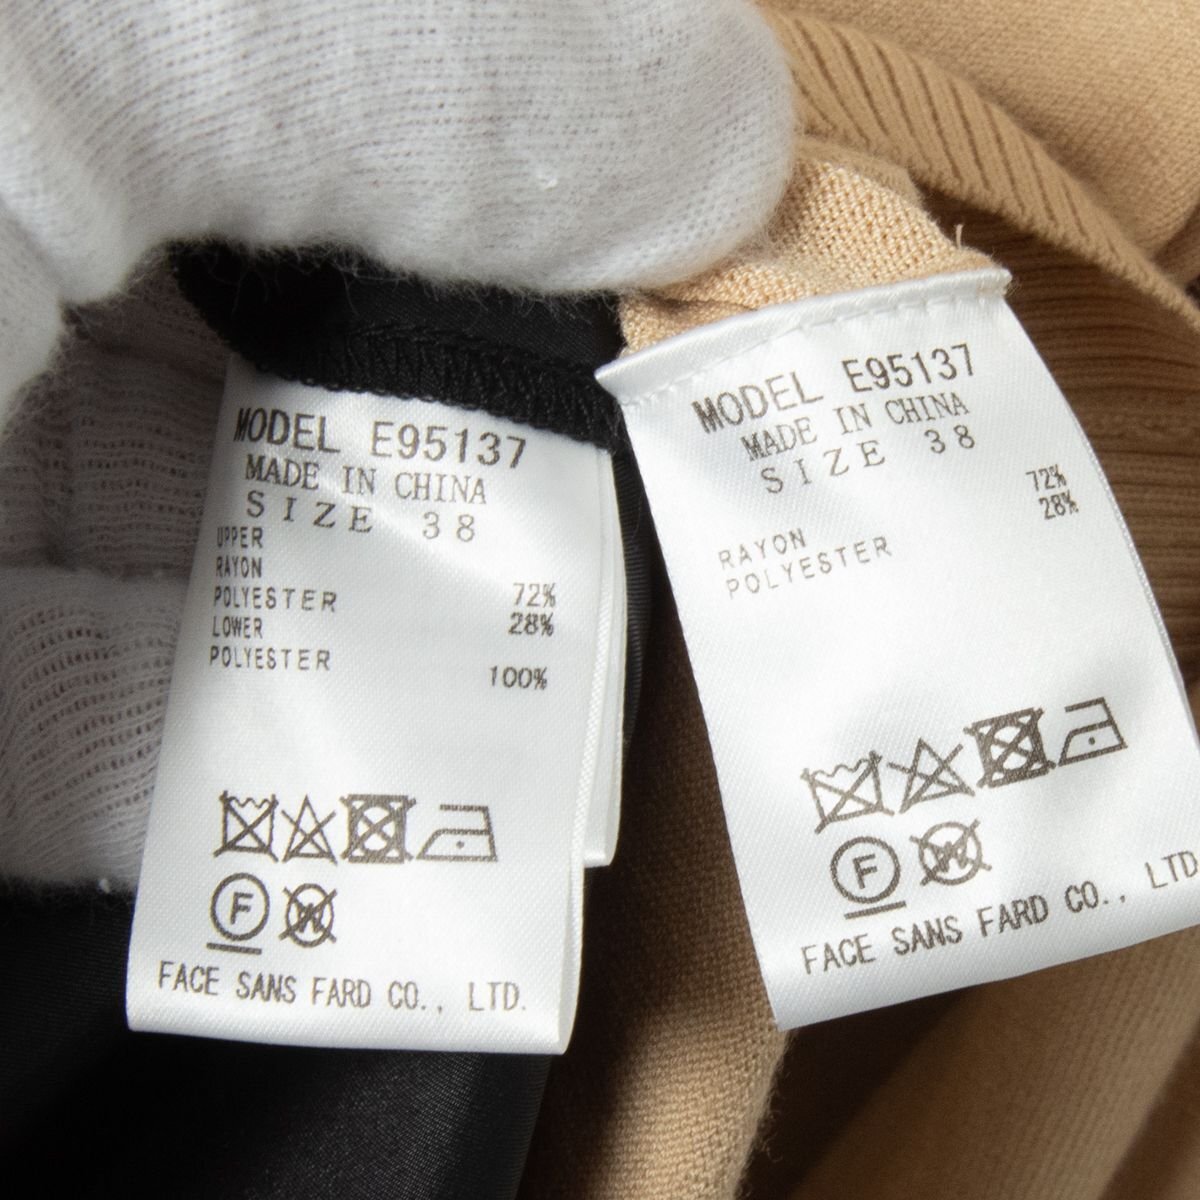 MODEL E95137
MADE IN CHINA
SIZE 38
UPPER
RAYON
POLYESTER 72%
LOWER 28%
POLYESTER
100%
F
W
FACE SANS FARD CO., LTD.
MODEL E95137
MADE IN CHINA
SIZE 38
72%
28%
RAYON
POLYESTER
F
W
FACE SANS FARD CO., LTD